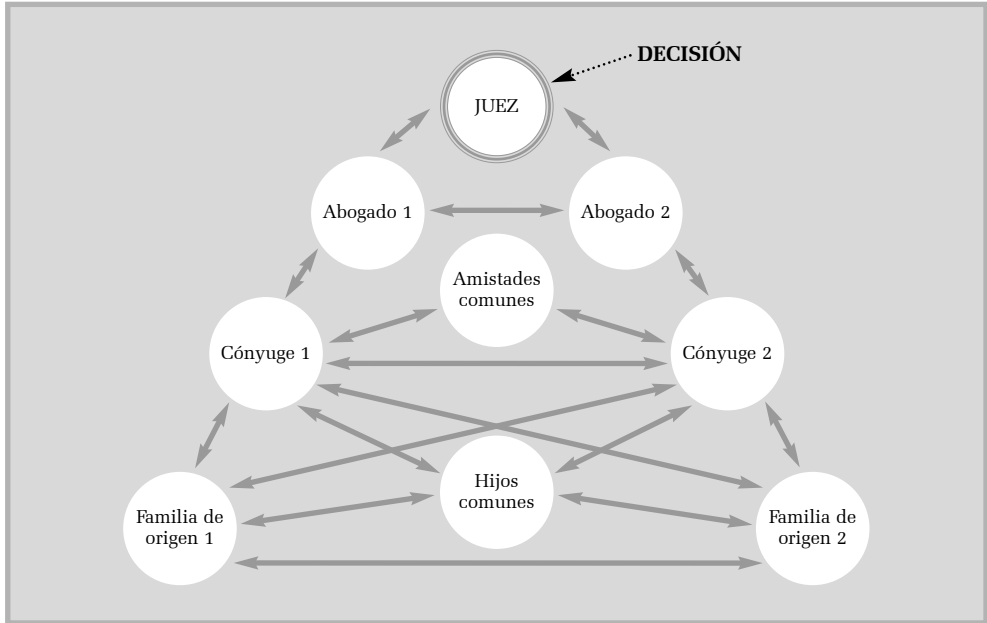 DECISIÓN
JUEZ
Abogado 1
Abogado 2
Amistades
comunes
Cónyuge 1
Cónyuge 2
Hijos
comunes
Familia de
origen 1
Familia de
origen 2